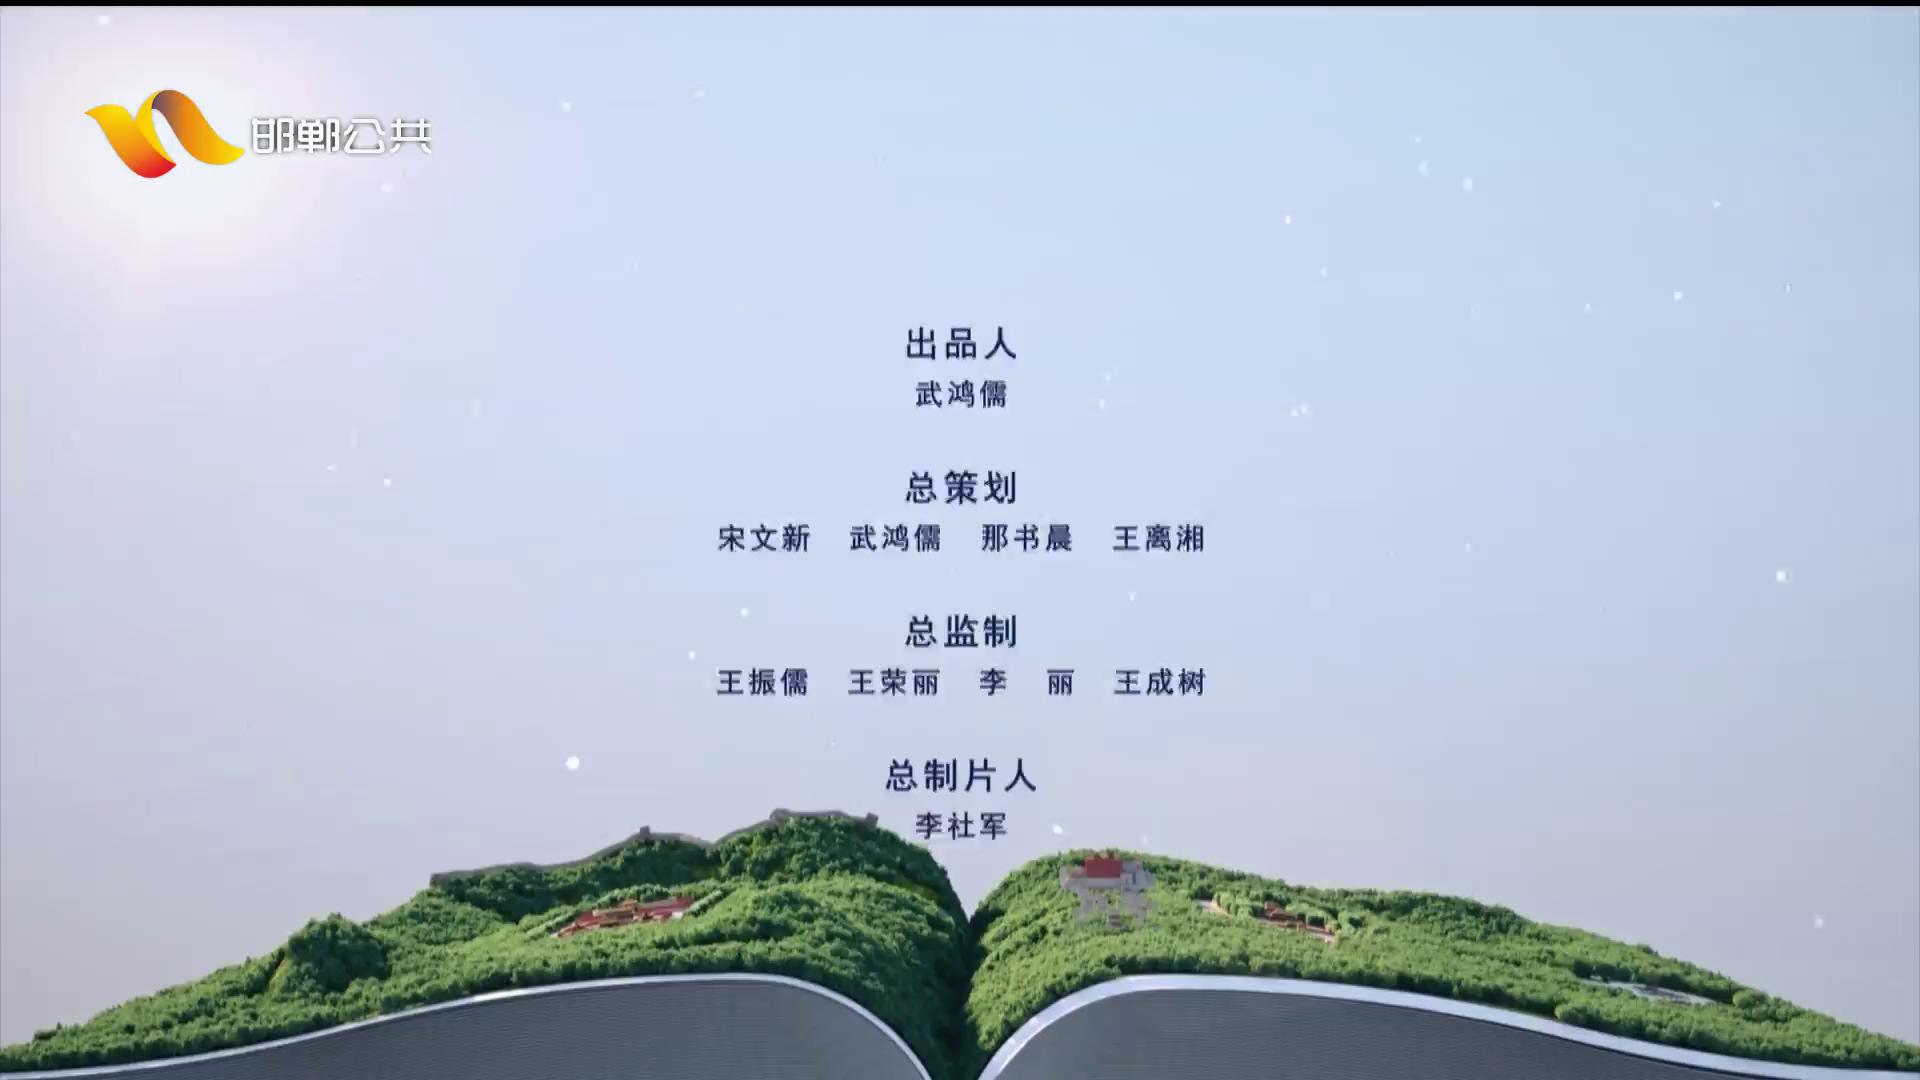 邯郸公共
出品人
武鸿儒
总策划
宋文新 武鸿儒 那书晨 王离湘
总监制
王振儒 王荣丽 李 丽 王成树
总制片人
李社军